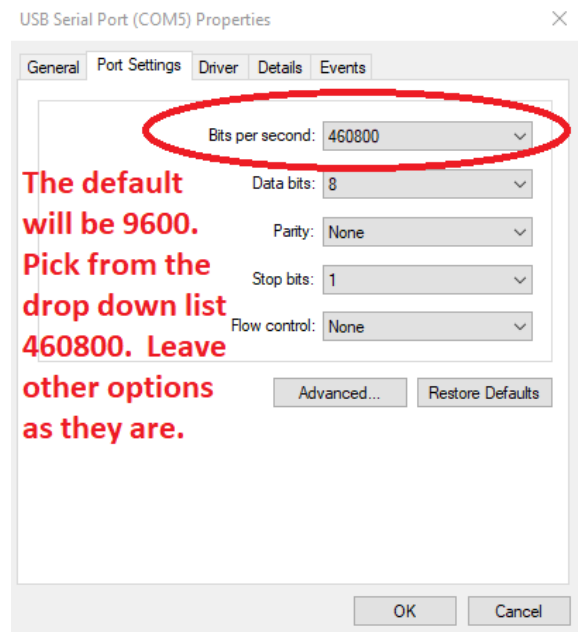 USB Serial Port (COM5) Properties
General Port Settings Driver Details Events
Bits per second: 460800
Data bits: 8
Parity: None
Stop bits: 1
Flow control: None
The default
will be 9600.
Pick from the
drop down list
460800. Leave
other options
as they are.
Advanced... Restore Defaults
OK Cancel